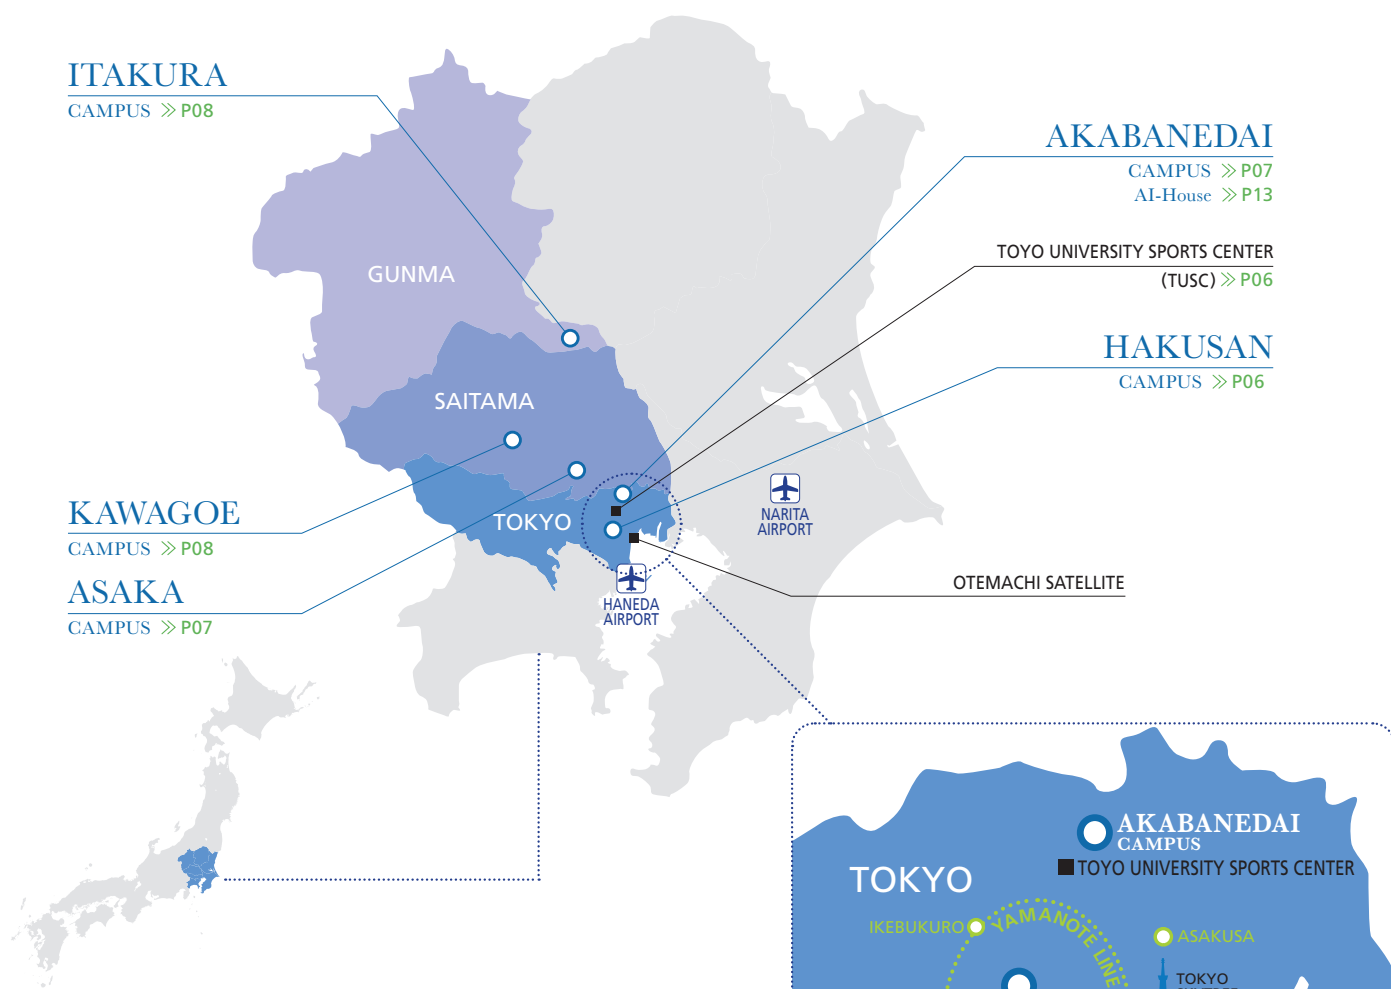 ITAKURA
CAMPUS >> P08
AKABANEDAI
CAMPUS >> P07
AI-House >> P13
TOYO UNIVERSITY SPORTS CENTER
(TUSC) >> P06
GUNMA
HAKUSAN
CAMPUS >> P06
SAITAMA
KAWAGOE
CAMPUS >> P08
TOKYO
NARITA
AIRPORT
ASAKA
CAMPUS >> P07
OTEMACHI SATELLITE
HANEDA
AIRPORT
AKABANEDAI
CAMPUS
TOYO UNIVERSITY SPORTS CENTER
TOKYO
IKEBUKURO
YAMANOTE LINE
ASAKUSA
TOKYO